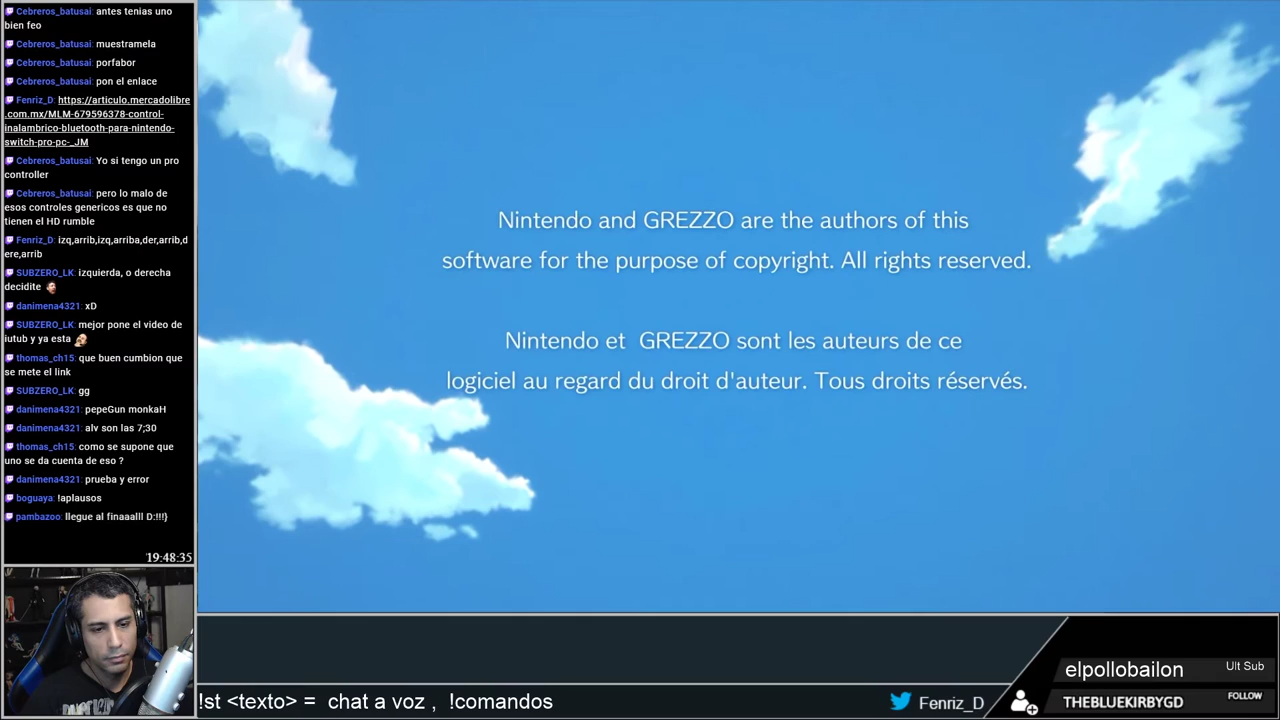 Cebreros_batusai: antes tenias uno
bien feo
Cebreros_batusai: muestramela
Cebreros_batusai: porfabor
Cebreros_batusai: pon el enlace
Fenriz_D: https://articulo.mercadolibre
.com.mx/MLM-679596378-control-
inalambrico-bluetooth-para-nintendo-
switch-pro-pc-_JM
Cebreros_batusai: Yo si tengo un pro
controller
Cebreros_batusai: pero lo malo de
esos controles genericos es que no
tienen el HD rumble
Fenriz_D: izq,arrib,izq,arriba,der,arrib,d
ere,arrib
SUBZERO_LK: izquierda, o derecha
decidite
danimena4321: xD
SUBZERO_LK: mejor pone el video de
iutub y ya esta
thomas_ch15: que buen cumbion que
se mete el link
SUBZERO_LK: gg
danimena4321: pepeGun monkaH
danimena4321: alv son las 7;30
thomas_ch15: como se supone que
uno se da cuenta de eso ?
danimena4321: prueba y error
boguaya: !aplausos
pambazoo: llegue al finaaalll D:!!!}
19:48:35
Nintendo and GREZZO are the authors of this
software for the purpose of copyright. All rights reserved.
Nintendo et GREZZO sont les auteurs de ce
logiciel au regard du droit d'auteur. Tous droits réservés.
!st <texto> = chat a voz , !comandos
Fenriz_D
elpollobailon Ult Sub
THEBLUEKIRBYGD FOLLOW